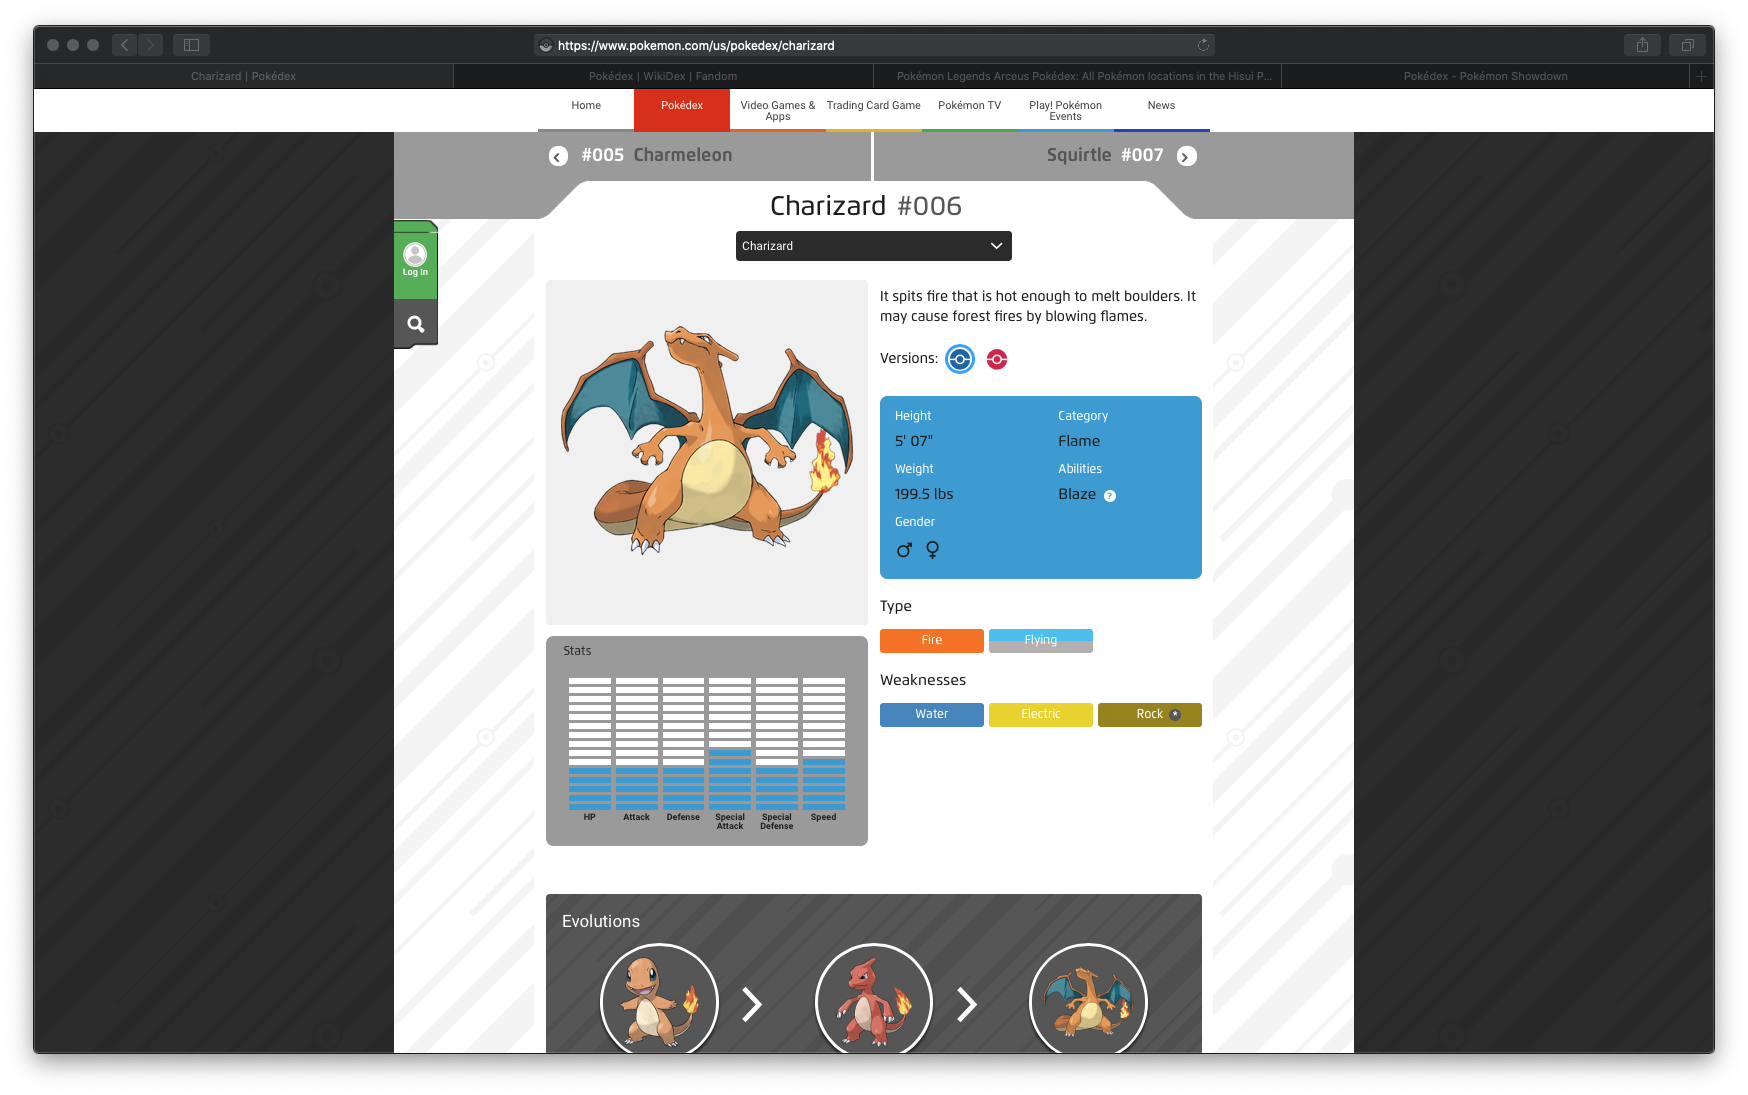 https://www.pokemon.com/us/pokedex/charizard
Charizard | Pokédex
Pokédex | WikiDex | Fandom
Pokémon Legends Arceus Pokédex: All Pokémon locations in the Hisui P...
Pokédex - Pokémon Showdown
Home
Pokédex
Video Games &
Apps
Trading Card Game
Pokémon TV
Play! Pokémon
Events
News
#005 Charmeleon
Squirtle #007
Charizard #006
Charizard
Log In
It spits fire that is hot enough to melt boulders. It
may cause forest fires by blowing flames.
Versions:
Height
Category
5' 07"
Flame
Weight
Abilities
199.5 lbs
Blaze ?
Gender
Type
Fire
Flying
Weaknesses
Water
Electric
Rock *
Stats
HP
Attack
Defense
Special
Attack
Special
Defense
Speed
Evolutions